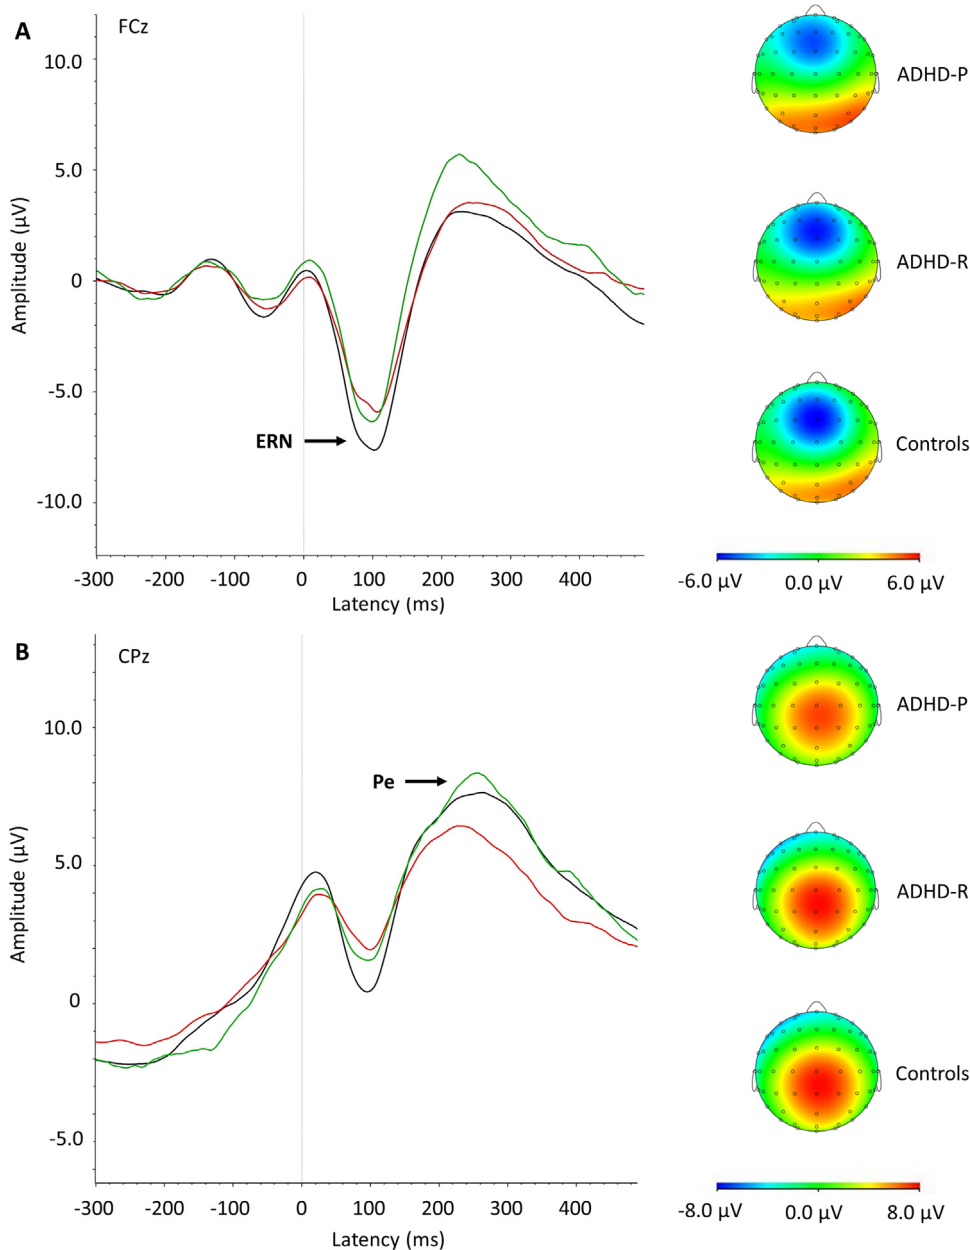 A
FCz
10.0
5.0
0
-5.0
-10.0
Amplitude (µV)
ERN
-300 -200 -100 0 100 200 300 400
Latency (ms)
ADHD-P
ADHD-R
Controls
-6.0 µV 0.0 µV 6.0 µV
B
CPz
10.0
5.0
0
-5.0
Amplitude (µV)
Pe
-300 -200 -100 0 100 200 300 400
Latency (ms)
ADHD-P
ADHD-R
Controls
-8.0 µV 0.0 µV 8.0 µV